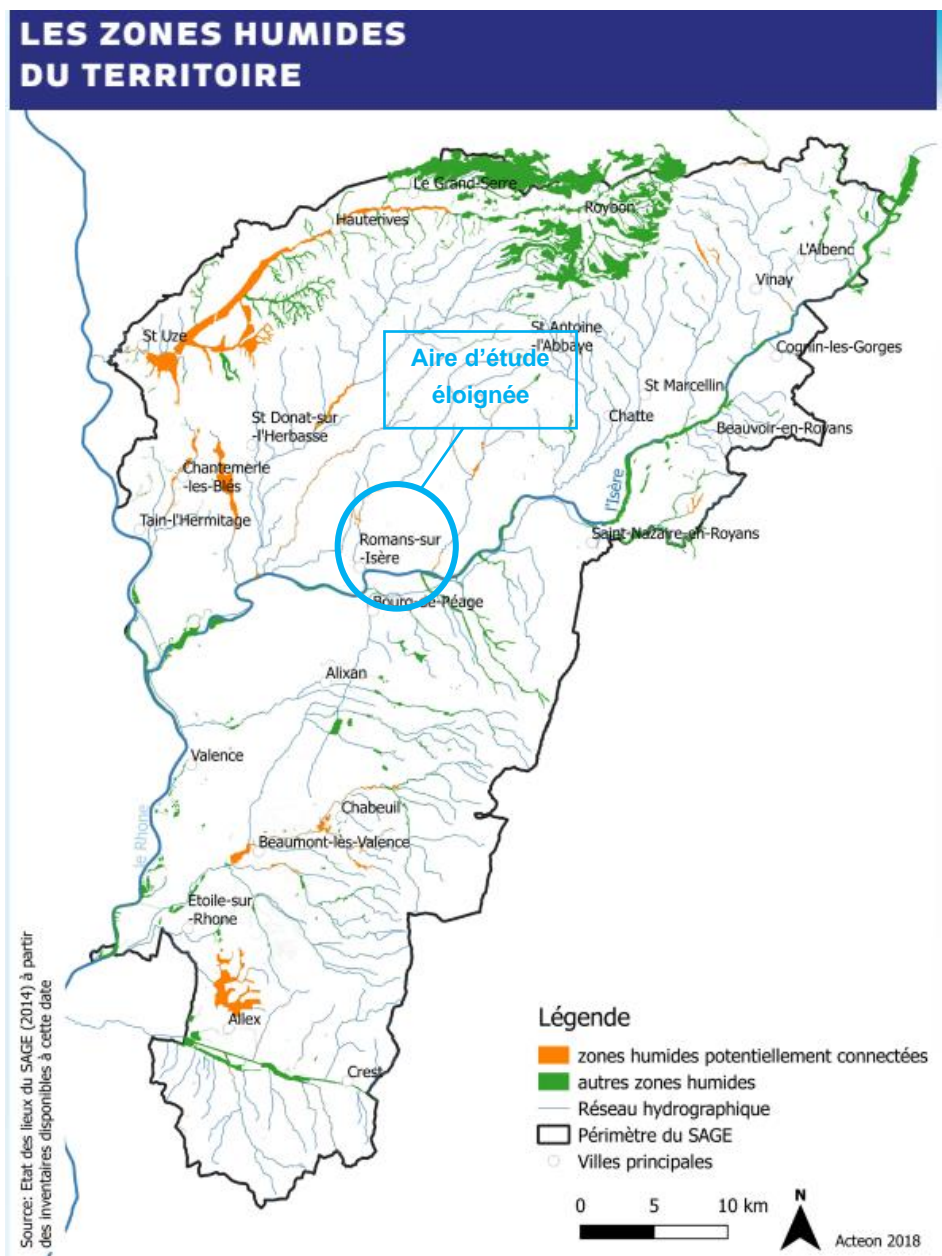 LES ZONES HUMIDES
DU TERRITOIRE
Le Grand-Serre
Roybon
Hauterives
L'Albenc
Vinay
St Uze
St Antoine
-l'Abbaye
Cognin-les-Gorges
Aire d'étude
éloignée
St Marcellin
St Donat-sur
-l'Herbasse
Chatte
Beauvoir-en-Royans
Chantemerle
-les-Blés
l'Isère
Tain-l'Hermitage
Romans-sur
-Isère
Saint-Nazaire-en-Royans
Bourg-de-Péage
Alixan
Valence
le Rhone
Chabeuil
Beaumont-lès-Valence
Etoile-sur
-Rhone
Allex
Crest
Source: Etat des lieux du SAGE (2014) à partir
des inventaires disponibles à cette date
Légende
zones humides potentiellement connectées
autres zones humides
Réseau hydrographique
Périmètre du SAGE
Villes principales
0 5 10 km
N
Acteon 2018